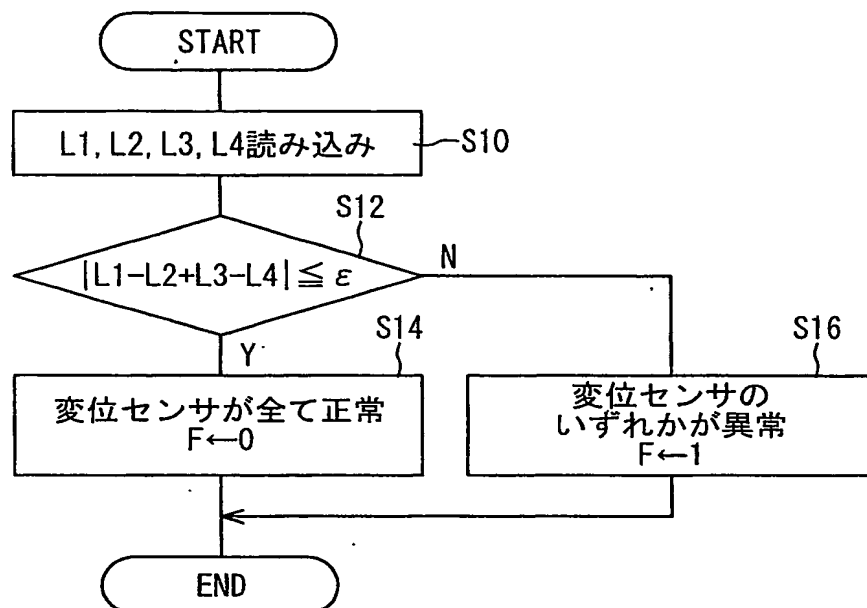 START
L1, L2, L3, L4読み込み
S10
S12
|L1-L2+L3-L4|≦ε
N
Y
S14
変位センサが全て正常
F←0
S16
変位センサの
いずれかが異常
F←1
END